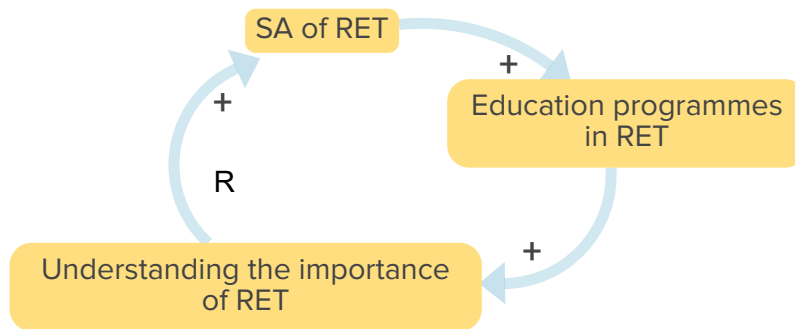 SA of RET
+
Education programmes
in RET
+
R
+
Understanding the importance
of RET